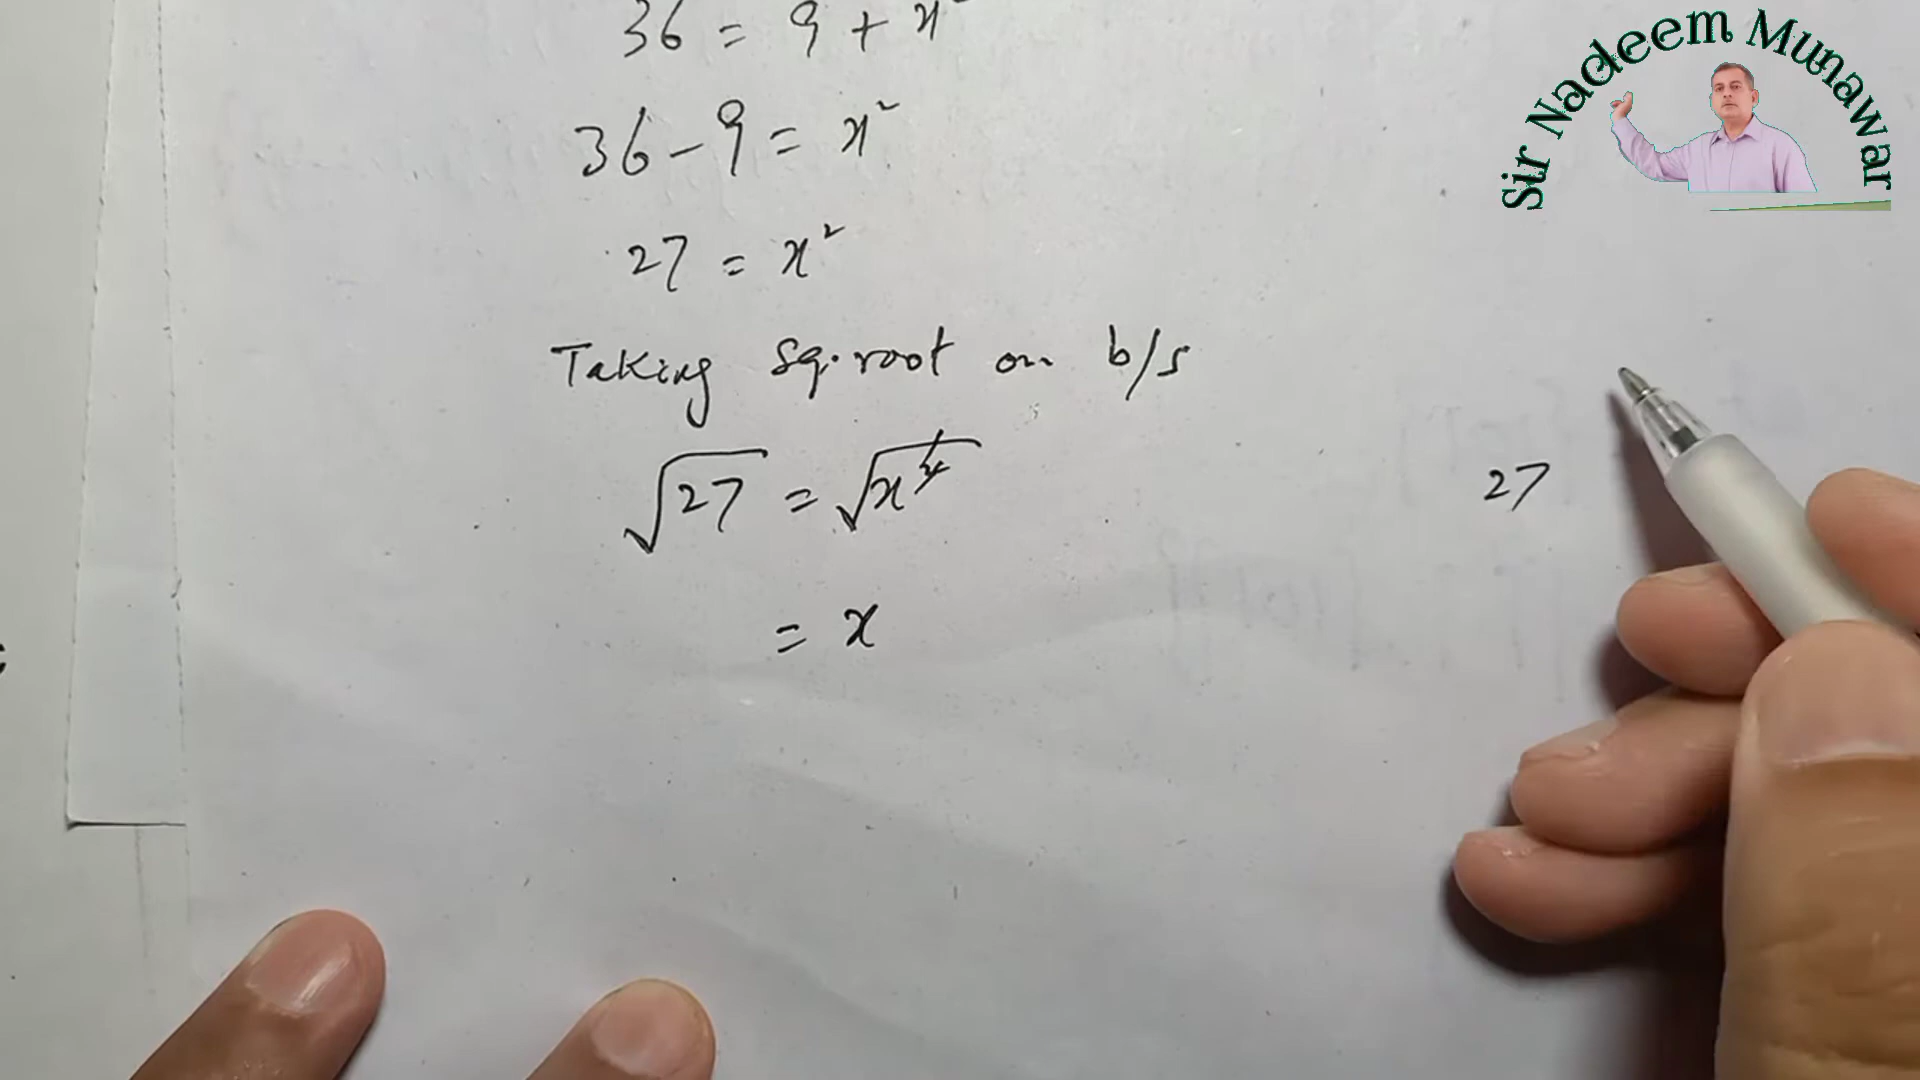 36 = 9 + x²
36 - 9 = x²
27 = x²
Taking Sq. root on b/s
√27 = √x²
27
= x
Sir Nadeem Munawar